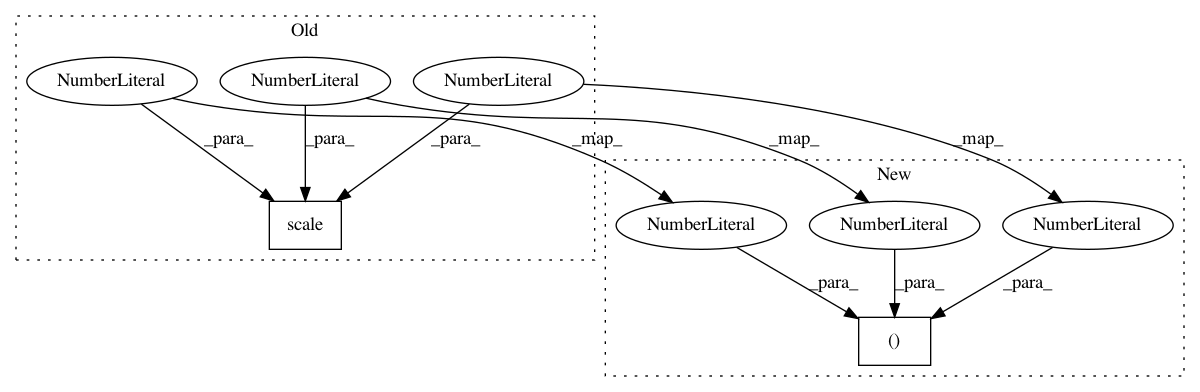 Old
NumberLiteral NumberLiteral NumberLiteral
_para_ _para_ _para_ _map_ _map_ _map_
New
scale NumberLiteral NumberLiteral NumberLiteral
_para_ _para_ _para_
()